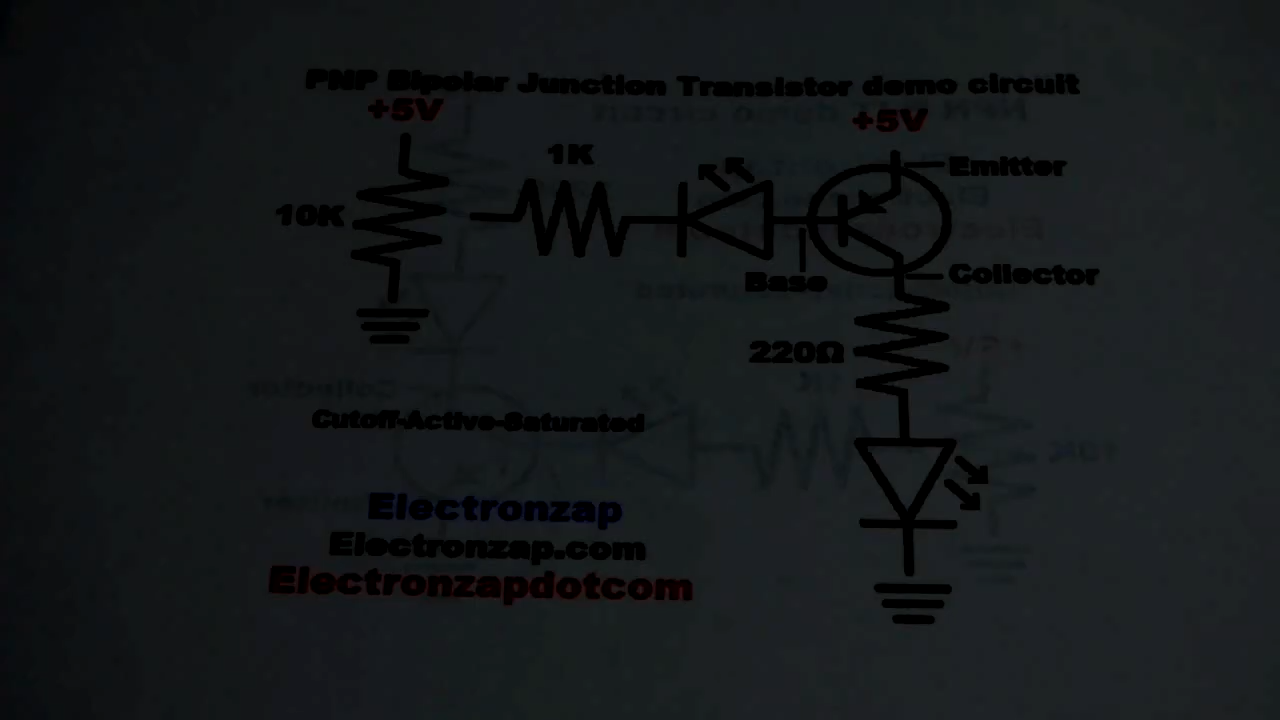 PNP Bipolar Junction Transistor demo circuit
+5V
+5V
1K
Emitter
10K
Base
Collector
220Ω
Cutoff-Active-Saturated
Electronzap
Electronzap.com
Electronzapdotcom